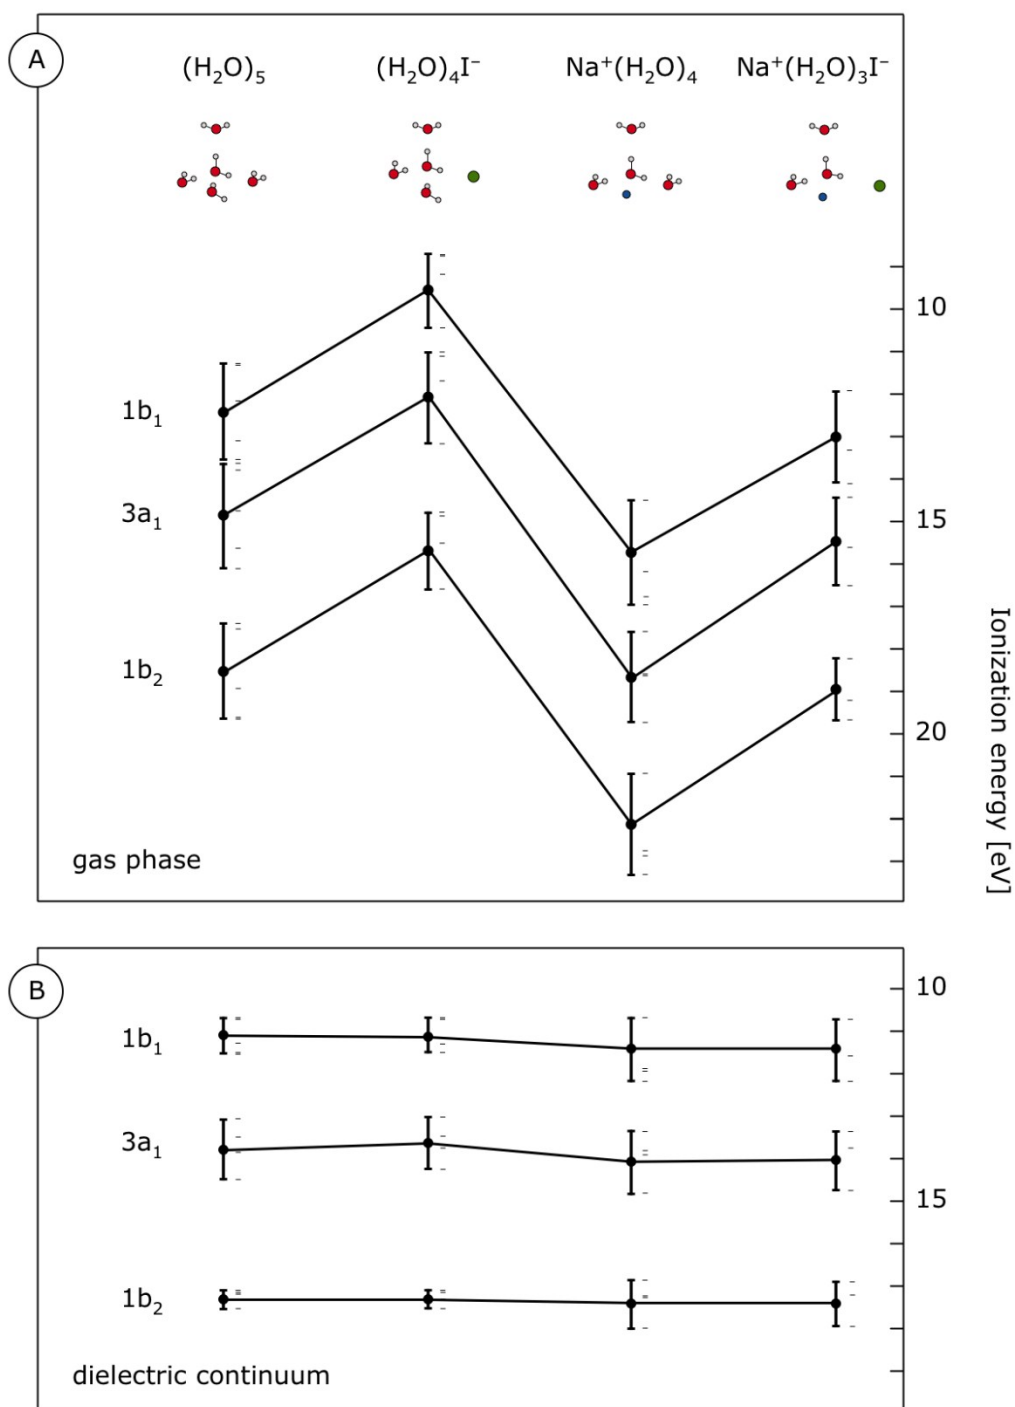 A
(H₂O)₅ (H₂O)₄I⁻ Na⁺(H₂O)₄ Na⁺(H₂O)₃I⁻
10
1b₁
3a₁
15
1b₂
20
Ionization energy [eV]
gas phase
B
10
1b₁
3a₁
15
1b₂
dielectric continuum